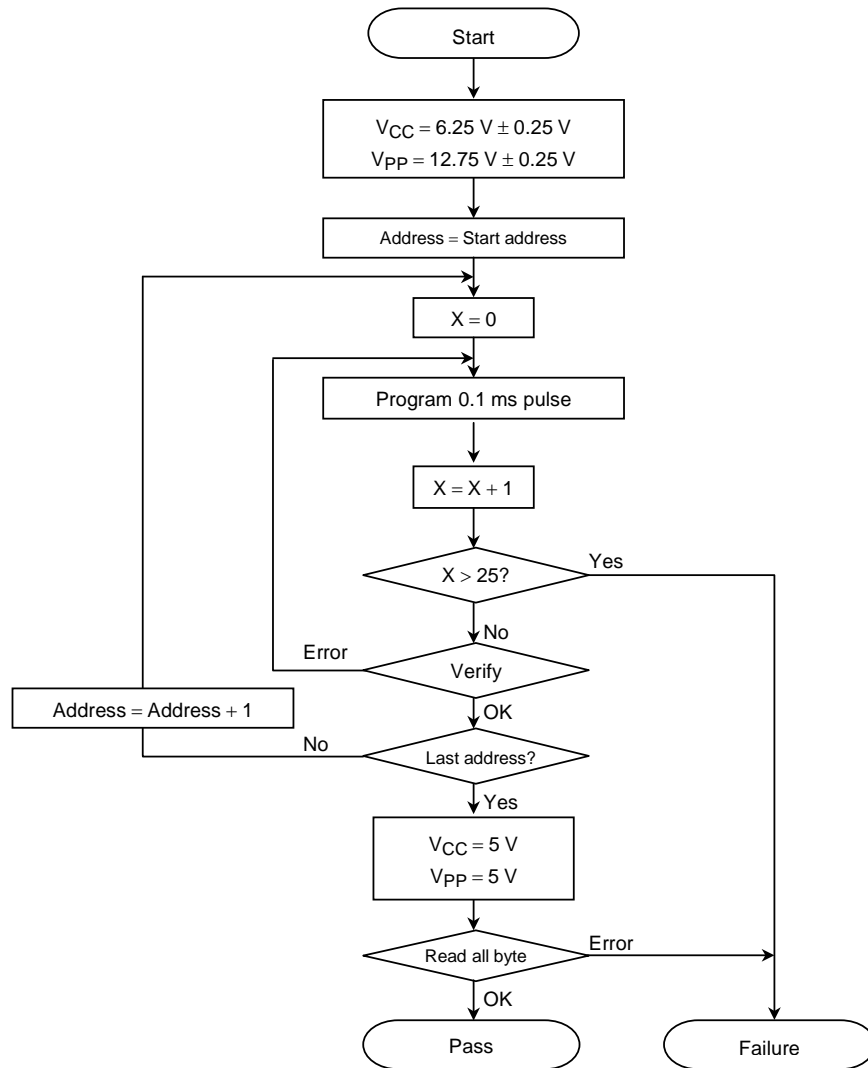 Start
VCC = 6.25 V ± 0.25 V
VPP = 12.75 V ± 0.25 V
Address = Start address
X = 0
Program 0.1 ms pulse
X = X + 1
X > 25?
Yes
No
Error
Verify
Address = Address + 1
OK
No
Last address?
Yes
VCC = 5 V
VPP = 5 V
Read all byte
Error
OK
Pass
Failure